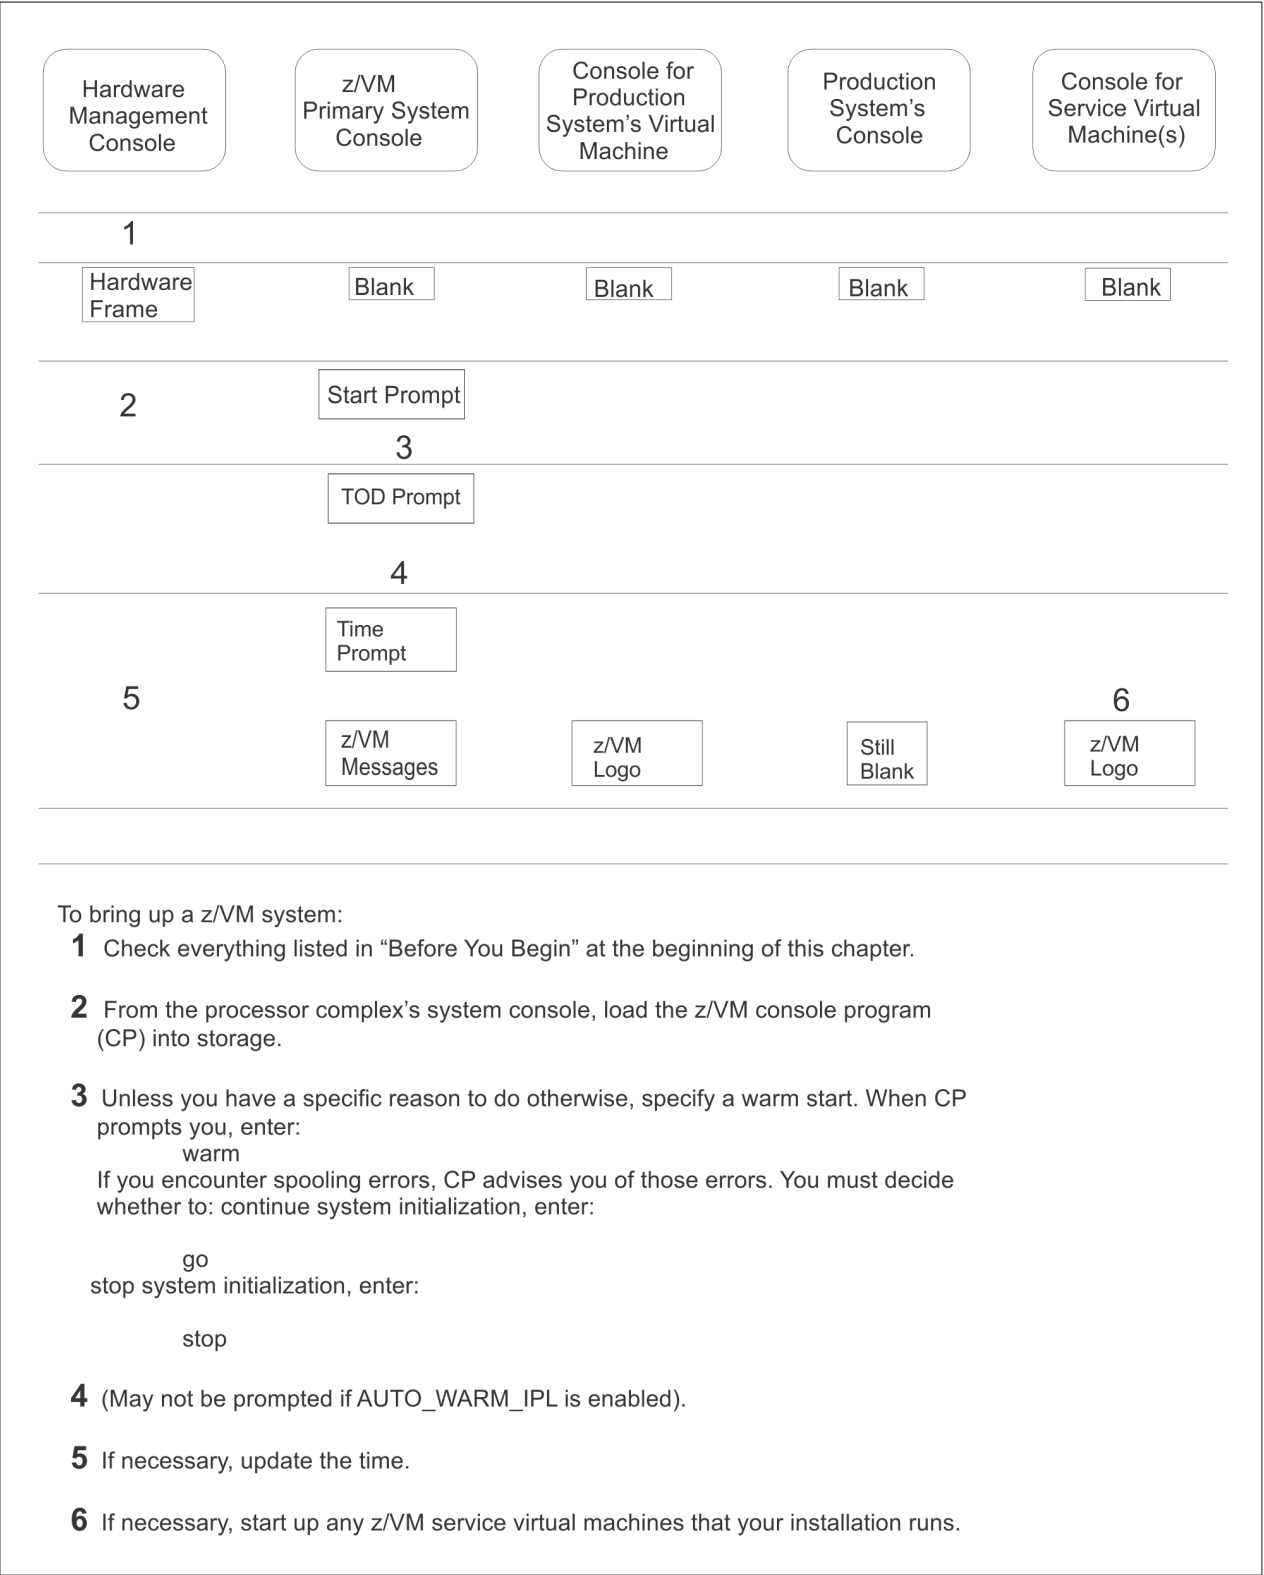 Hardware
Management
Console
z/VM
Primary System
Console
Console for
Production
System's Virtual
Machine
Production
System's
Console
Console for
Service Virtual
Machine(s)
1
Hardware
Frame
Blank
Blank
Blank
Blank
2
Start Prompt
3
TOD Prompt
4
Time
Prompt
5
6
z/VM
Messages
z/VM
Logo
Still
Blank
z/VM
Logo
To bring up a z/VM system:
1 Check everything listed in “Before You Begin” at the beginning of this chapter.
2 From the processor complex's system console, load the z/VM console program
(CP) into storage.
3 Unless you have a specific reason to do otherwise, specify a warm start. When CP
prompts you, enter:
warm
If you encounter spooling errors, CP advises you of those errors. You must decide
whether to: continue system initialization, enter:
go
stop system initialization, enter:
stop
4 (May not be prompted if AUTO_WARM_IPL is enabled).
5 If necessary, update the time.
6 If necessary, start up any z/VM service virtual machines that your installation runs.